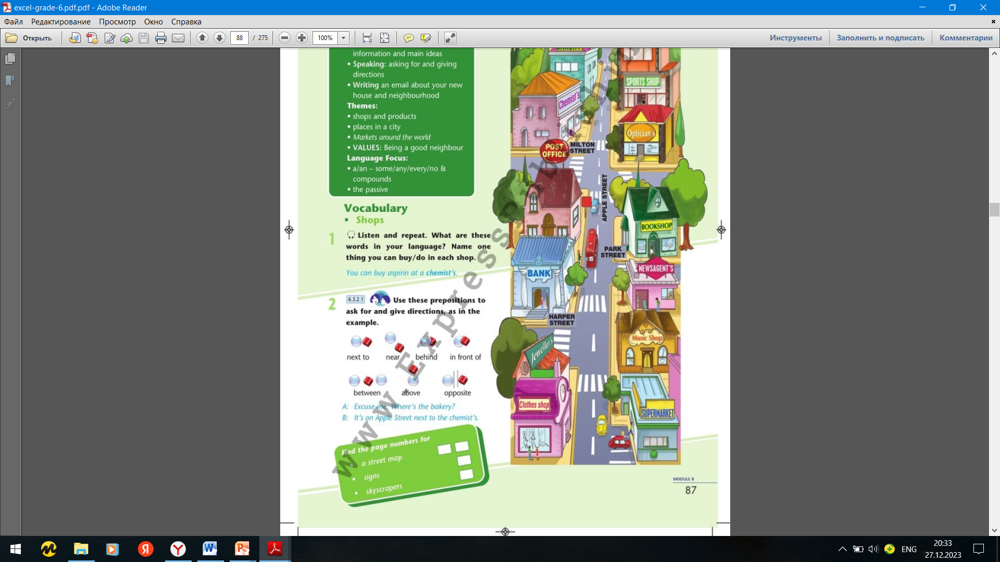 excel-grade-6.pdf.pdf - Adobe Reader
Файл Редактирование Просмотр Окно Справка
Открыть 88 / 275 100% Инструменты Заполнить и подписать Комментарии
information and main ideas
• Speaking: asking for and giving
directions
• Writing an email about your new
house and neighbourhood
Themes:
• shops and products
• places in a city
• Markets around the world
• VALUES: Being a good neighbour
Language Focus:
• a/an – some/any/every/no &
compounds
• the passive
Vocabulary
• Shops
1 Listen and repeat. What are these
words in your language? Name one
thing you can buy/do in each shop.
You can buy aspirin at a chemist's.
2 6.3.2.1 Use these prepositions to
ask for and give directions, as in the
example.
next to near behind in front of
between above opposite
A: Excuse me. Where's the bakery?
B: It's on Apple Street next to the chemist's.
Find the page numbers for
• a street map
• signs
• skyscrapers
BAKERY
SPORTS SHOP
Chemist's
Optician's
POST
OFFICE
MILTON
STREET
APPLE STREET
BOOKSHOP
PARK
STREET
NEWSAGENT'S
BANK
HARPER
STREET
Music Shop
Jeweller's
Clothes shop
SUPERMARKET
MODULE 8
87
ENG
20:33
27.12.2023